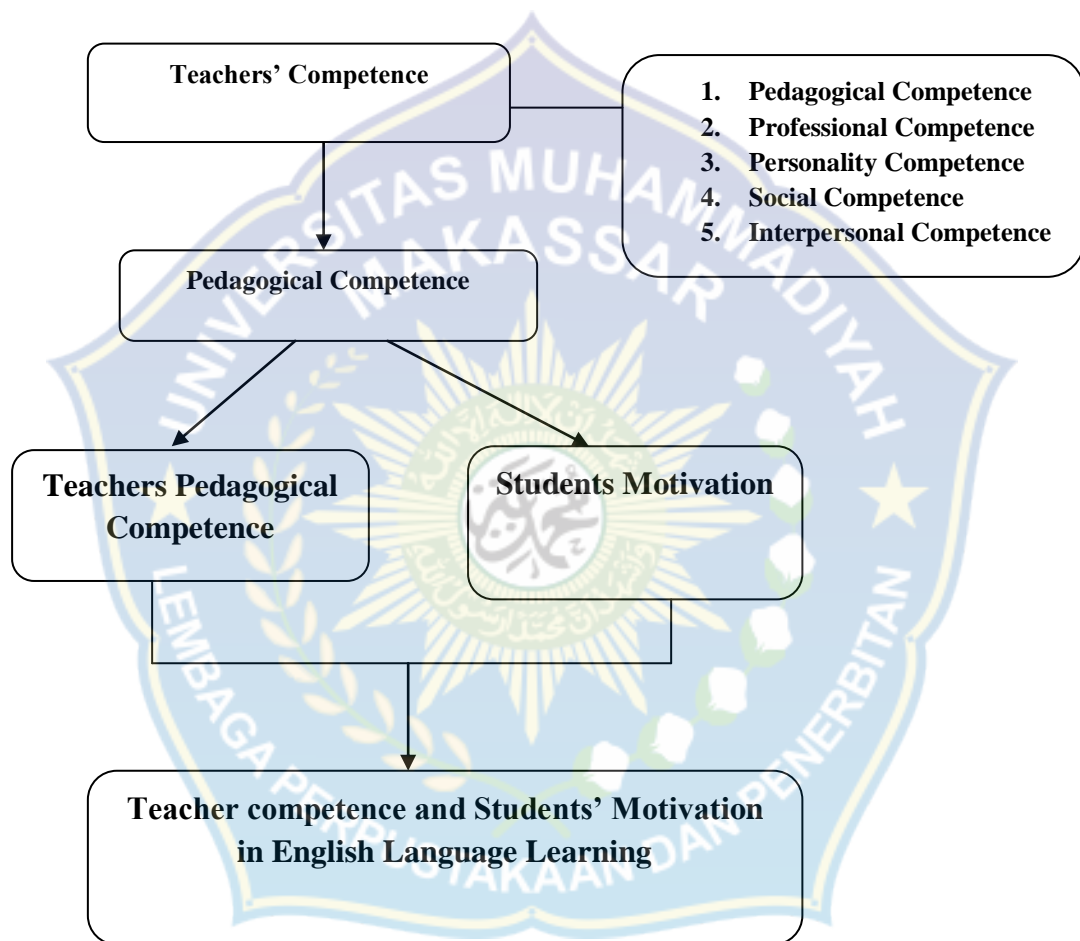 Teachers’ Competence
1. Pedagogical Competence
2. Professional Competence
3. Personality Competence
4. Social Competence
5. Interpersonal Competence
Pedagogical Competence
Teachers Pedagogical
Competence
Students Motivation
Teacher competence and Students’ Motivation
in English Language Learning
UNIVERSITAS MUHAMMADIYAH
MAKASSAR
LEMBAGA PERPUSTAKAAN DAN PENERBITAN